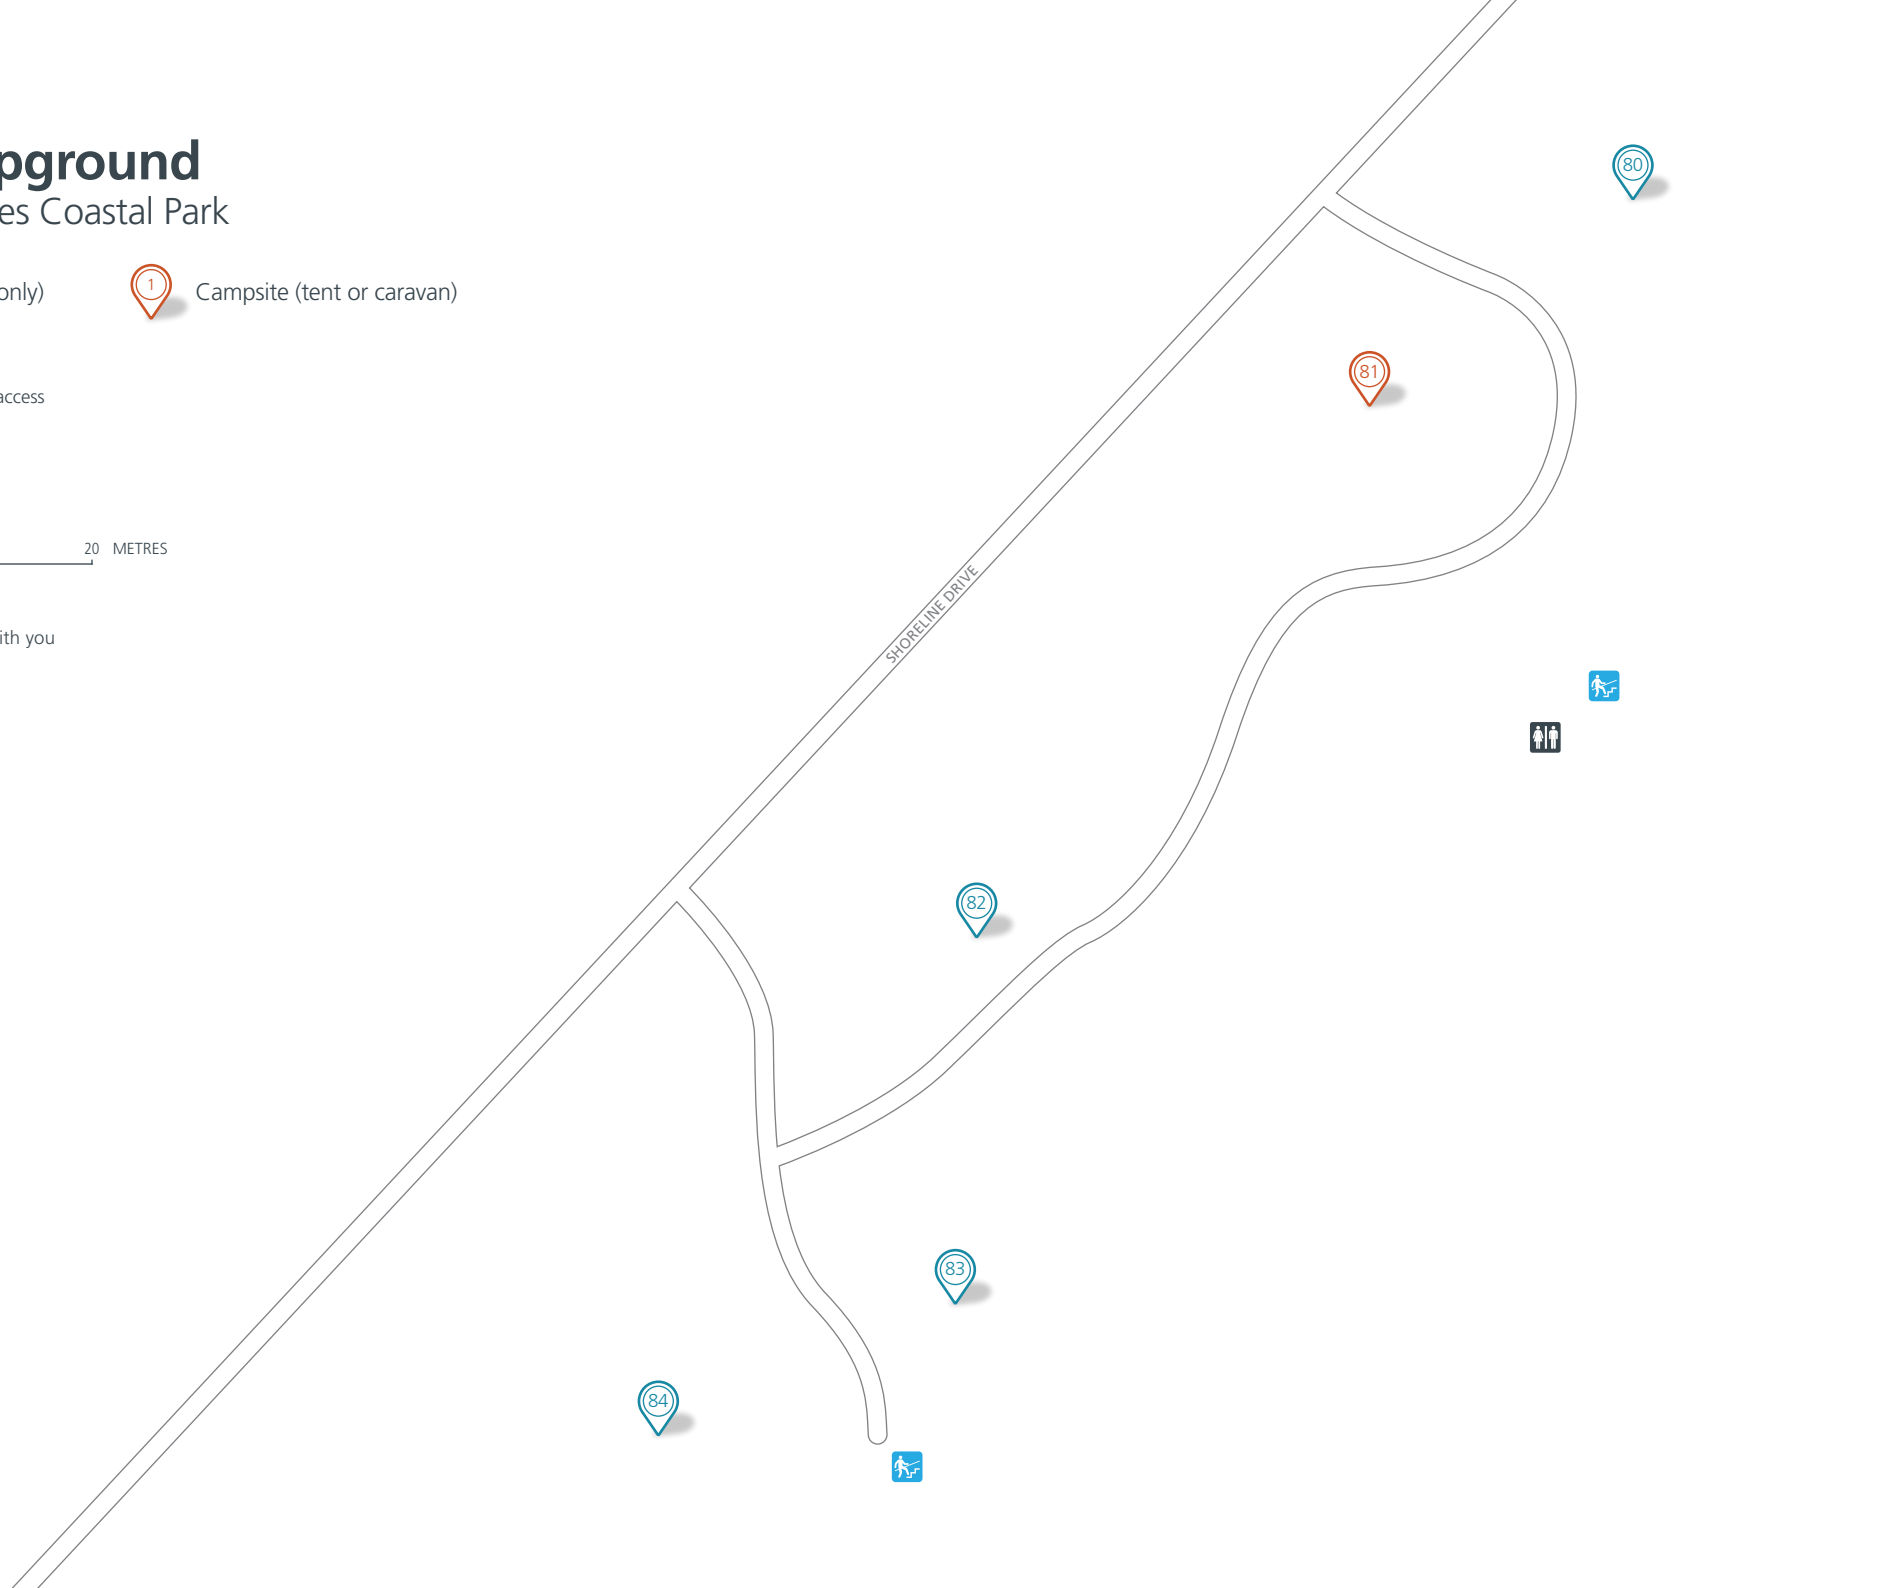 pground
es Coastal Park
only)
1
Campsite (tent or caravan)
access
20 METRES
ith you
SHORELINE DRIVE
80
81
82
83
84